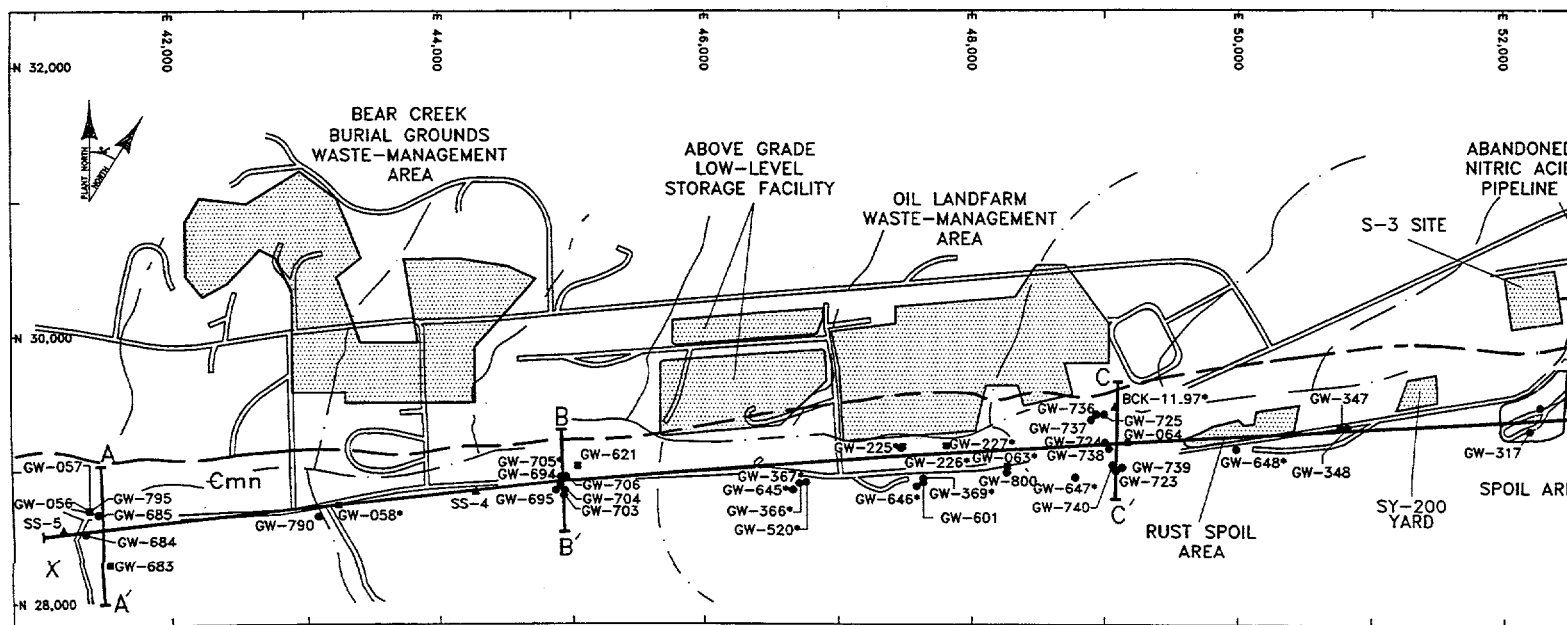 E 42,000
E 44,000
E 46,000
E 48,000
E 50,000
E 52,000
N 32,000
PLANT NORTH
NORTH
BEAR CREEK
BURIAL GROUNDS
WASTE-MANAGEMENT
AREA
ABOVE GRADE
LOW-LEVEL
STORAGE FACILITY
OIL LANDFARM
WASTE-MANAGEMENT
AREA
ABANDONED
NITRIC ACID
PIPELINE
S-3 SITE
N 30,000
C
BCK-11.97*
GW-347
GW-736
GW-725
GW-737
GW-064
B
GW-724
GW-738
GW-225*
GW-227*
GW-226*
GW-063*
A
GW-057
GW-705*
GW-621
GW-694
GW-706
GW-367
GW-739
GW-648*
GW-348
Єmn
GW-695
GW-704
GW-703
GW-645*
GW-366*
GW-520*
GW-646*
GW-369*
GW-601
GW-800
GW-647*
GW-740
GW-723
SPOIL ARE
GW-317
GW-056
GW-795
GW-685
SS-4
SS-5
GW-790
GW-058*
C'
SY-200
YARD
RUST SPOIL
AREA
GW-684
B'
X
GW-683
N 28,000
A'